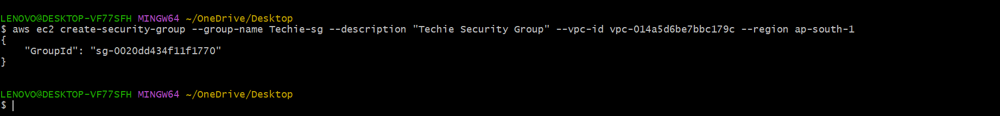 LENOVO@DESKTOP-VF77SFH MINGW64 ~/OneDrive/Desktop
$ aws ec2 create-security-group --group-name Techie-sg --description "Techie Security Group" --vpc-id vpc-014a5d6be7bbc179c --region ap-south-1
{
    "GroupId": "sg-0020dd434f11f1770"
}
LENOVO@DESKTOP-VF77SFH MINGW64 ~/OneDrive/Desktop
$